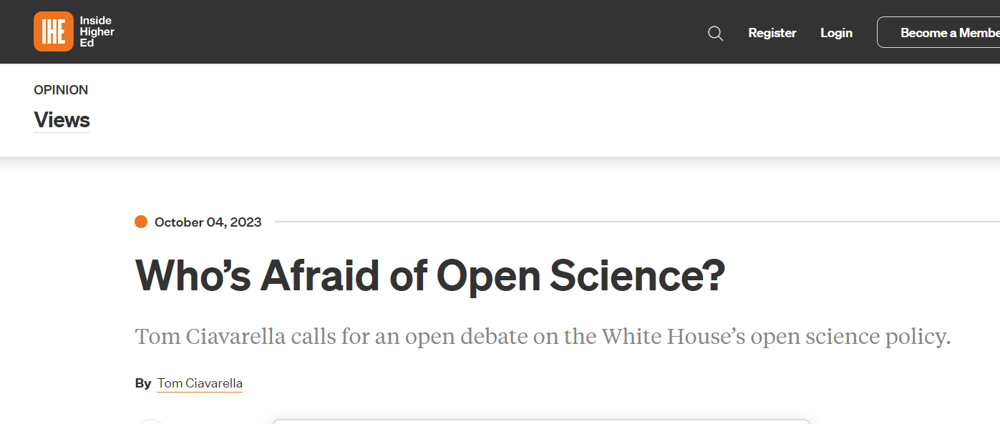 IHE
Inside
Higher
Ed
Register
Login
Become a Membe
OPINION
Views
October 04, 2023
Who’s Afraid of Open Science?
Tom Ciavarella calls for an open debate on the White House’s open science policy.
By Tom Ciavarella